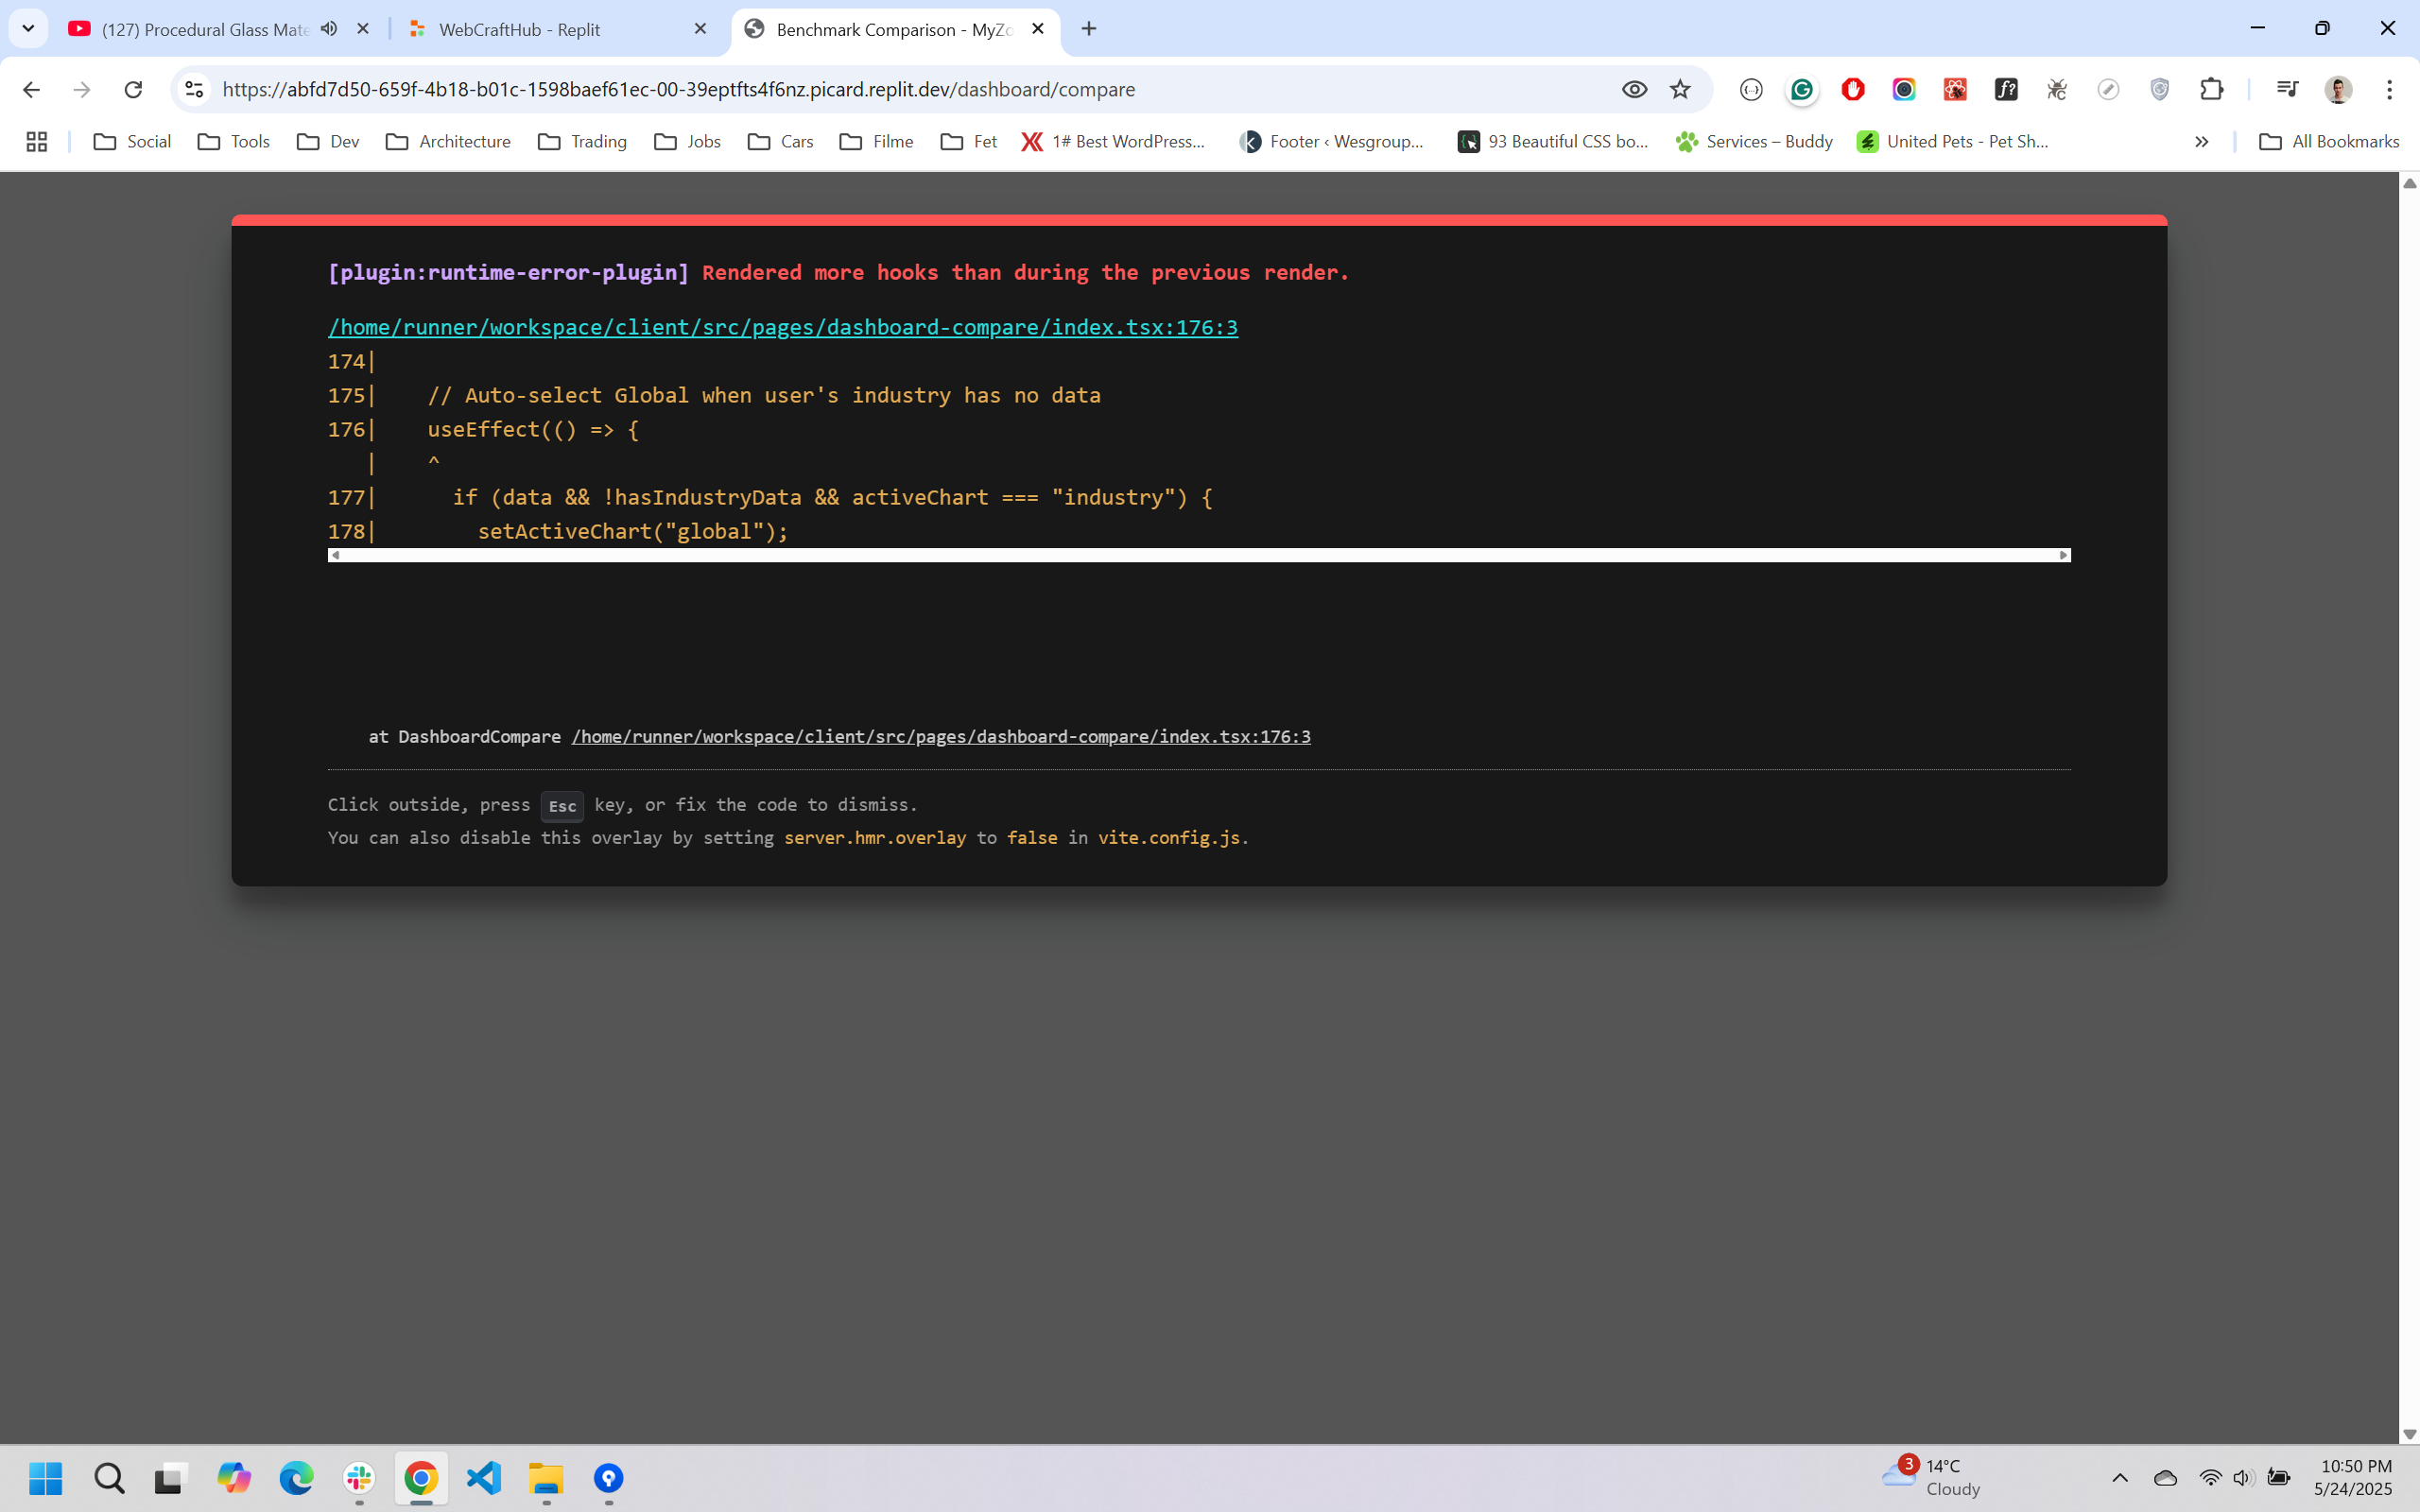 (127) Procedural Glass Mate
WebCraftHub - Replit
Benchmark Comparison - MyZo
https://abfd7d50-659f-4b18-b01c-1598baef61ec-00-39eptfts4f6nz.picard.replit.dev/dashboard/compare
Social
Tools
Dev
Architecture
Trading
Jobs
Cars
Filme
Fet
1# Best WordPress...
Footer ‹ Wesgroup...
93 Beautiful CSS bo...
Services – Buddy
United Pets - Pet Sh...
All Bookmarks
[plugin:runtime-error-plugin] Rendered more hooks than during the previous render.
/home/runner/workspace/client/src/pages/dashboard-compare/index.tsx:176:3
174|
175|    // Auto-select Global when user's industry has no data
176|    useEffect(() => {
   |    ^
177|      if (data && !hasIndustryData && activeChart === "industry") {
178|        setActiveChart("global");
at DashboardCompare /home/runner/workspace/client/src/pages/dashboard-compare/index.tsx:176:3
Click outside, press Esc key, or fix the code to dismiss.
You can also disable this overlay by setting server.hmr.overlay to false in vite.config.js.
3
14°C
Cloudy
10:50 PM
5/24/2025